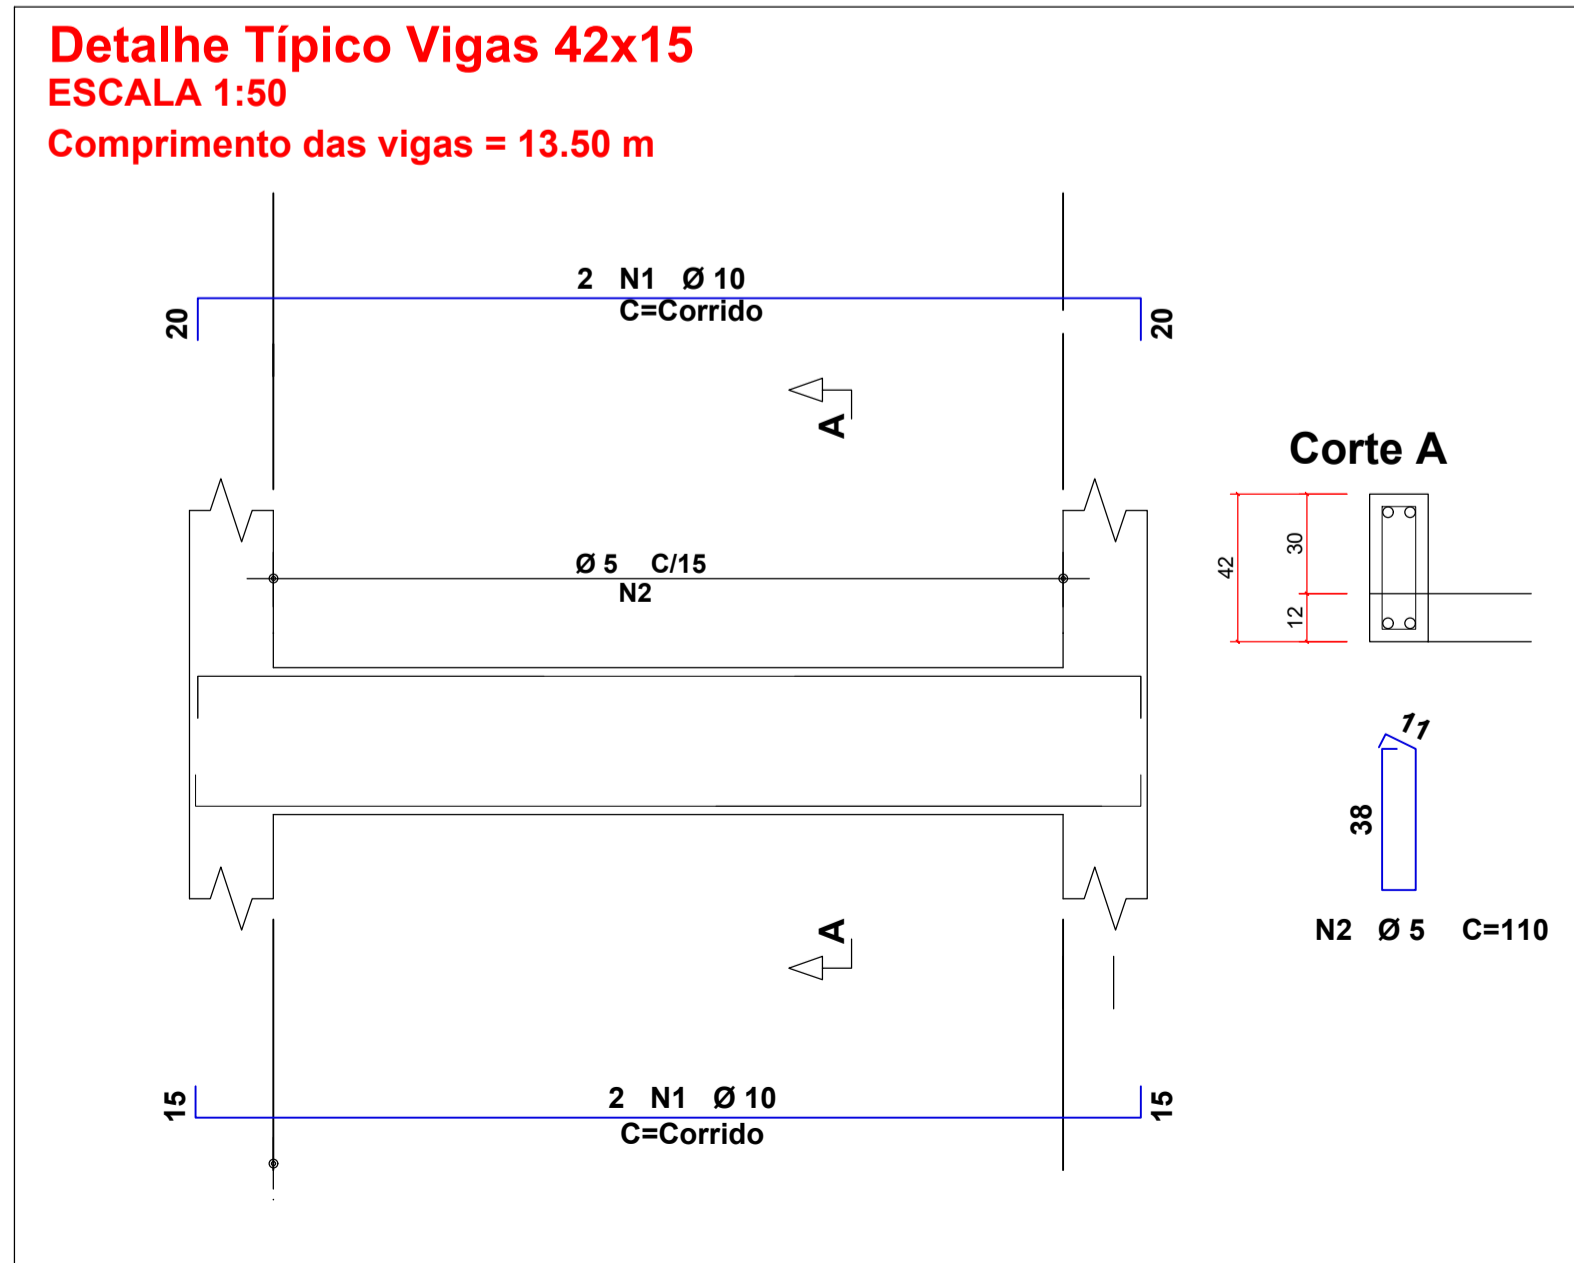 Detalhe Típico Vigas 42x15
ESCALA 1:50
Comprimento das vigas = 13.50 m
2 N1 Ø 10
C=Corrido
20
20
A
Corte A
42
30
12
Ø 5 C/15
N2
11
38
N2 Ø 5 C=110
A
2 N1 Ø 10
C=Corrido
15
15